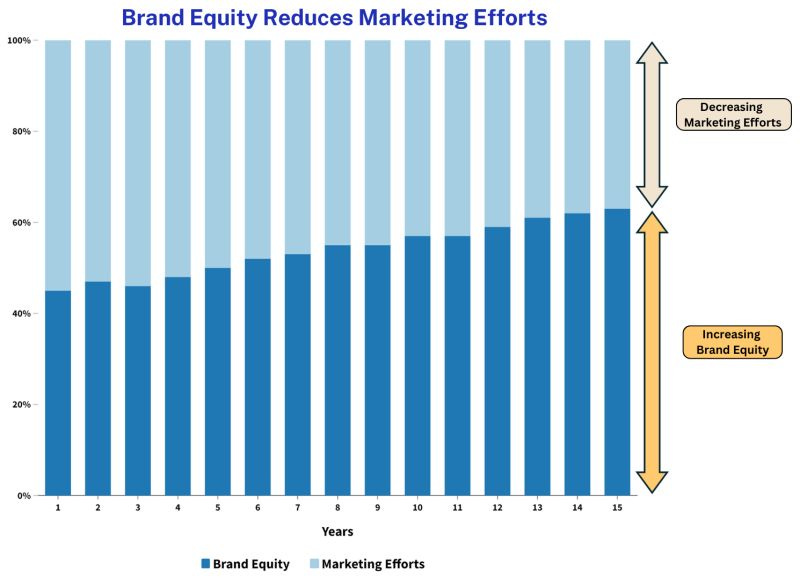 Brand Equity Reduces Marketing Efforts
100%
80%
60%
40%
20%
0%
1 2 3 4 5 6 7 8 9 10 11 12 13 14 15
Years
Brand Equity Marketing Efforts
Decreasing
Marketing Efforts
Increasing
Brand Equity